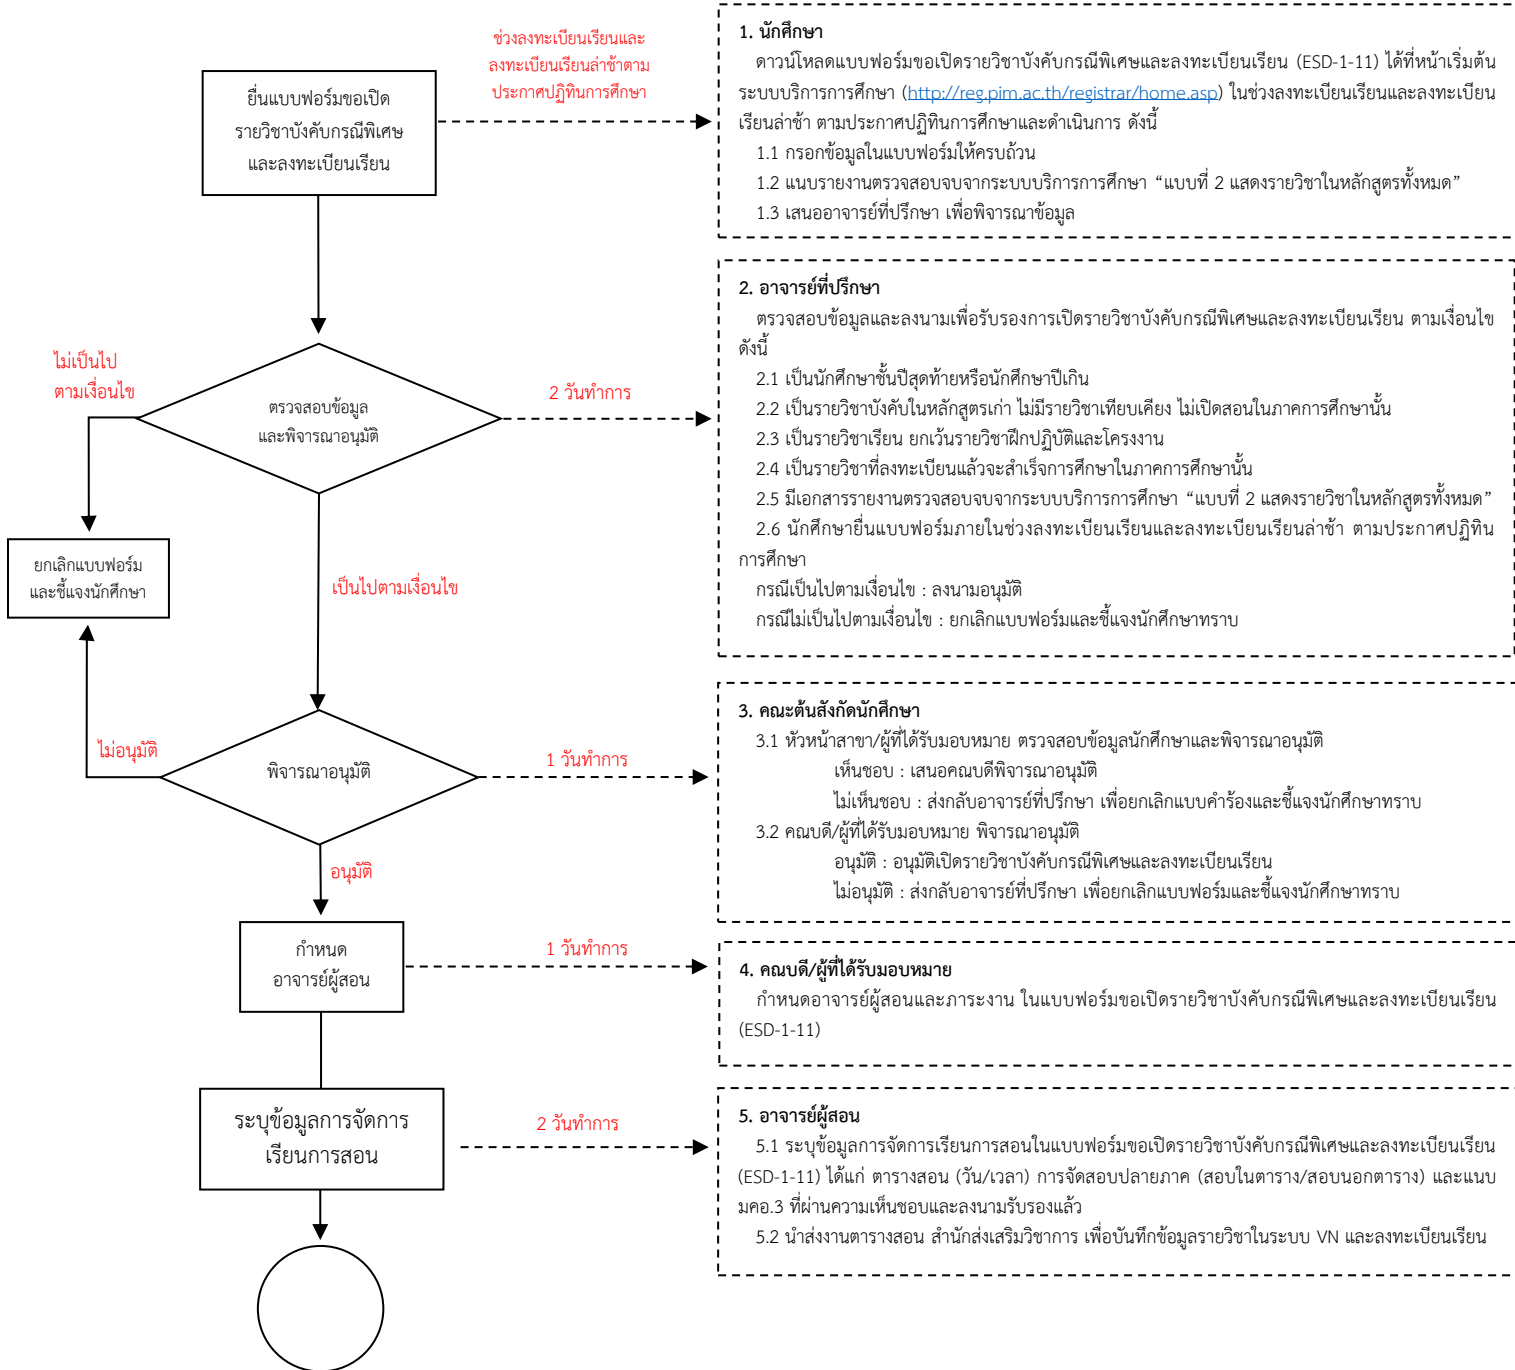 ช่วงลงทะเบียนเรียนและ
ลงทะเบียนเรียนล่าช้าตาม
ประกาศปฏิทินการศึกษา
ยื่นแบบฟอร์มขอเปิด
รายวิชาบังคับกรณีพิเศษ
และลงทะเบียนเรียน
1. นักศึกษา
ดาวน์โหลดแบบฟอร์มขอเปิดรายวิชาบังคับกรณีพิเศษและลงทะเบียนเรียน (ESD-1-11) ได้ที่หน้าเริ่มต้น
ระบบบริการการศึกษา (http://reg.pim.ac.th/registrar/home.asp) ในช่วงลงทะเบียนเรียนและลงทะเบียน
เรียนล่าช้า ตามประกาศปฏิทินการศึกษาและดำเนินการ ดังนี้
1.1 กรอกข้อมูลในแบบฟอร์มให้ครบถ้วน
1.2 แนบรายงานตรวจสอบจบจากระบบบริการการศึกษา “แบบที่ 2 แสดงรายวิชาในหลักสูตรทั้งหมด”
1.3 เสนออาจารย์ที่ปรึกษา เพื่อพิจารณาข้อมูล
ไม่เป็นไป
ตามเงื่อนไข
ตรวจสอบข้อมูล
และพิจารณาอนุมัติ
2 วันทำการ
2. อาจารย์ที่ปรึกษา
ตรวจสอบข้อมูลและลงนามเพื่อรับรองการเปิดรายวิชาบังคับกรณีพิเศษและลงทะเบียนเรียน ตามเงื่อนไข
ดังนี้
2.1 เป็นนักศึกษาชั้นปีสุดท้ายหรือนักศึกษาปีเกิน
2.2 เป็นรายวิชาบังคับในหลักสูตรเก่า ไม่มีรายวิชาเทียบเคียง ไม่เปิดสอนในภาคการศึกษานั้น
2.3 เป็นรายวิชาเรียน ยกเว้นรายวิชาฝึกปฏิบัติและโครงงาน
2.4 เป็นรายวิชาที่ลงทะเบียนแล้วจะสำเร็จการศึกษาในภาคการศึกษานั้น
2.5 มีเอกสารรายงานตรวจสอบจบจากระบบบริการการศึกษา “แบบที่ 2 แสดงรายวิชาในหลักสูตรทั้งหมด”
2.6 นักศึกษายื่นแบบฟอร์มภายในช่วงลงทะเบียนเรียนและลงทะเบียนเรียนล่าช้า ตามประกาศปฏิทิน
การศึกษา
กรณีเป็นไปตามเงื่อนไข : ลงนามอนุมัติ
กรณีไม่เป็นไปตามเงื่อนไข : ยกเลิกแบบฟอร์มและชี้แจงนักศึกษาทราบ
ยกเลิกแบบฟอร์ม
และชี้แจงนักศึกษา
เป็นไปตามเงื่อนไข
ไม่อนุมัติ
พิจารณาอนุมัติ
1 วันทำการ
3. คณะต้นสังกัดนักศึกษา
3.1 หัวหน้าสาขา/ผู้ที่ได้รับมอบหมาย ตรวจสอบข้อมูลนักศึกษาและพิจารณาอนุมัติ
เห็นชอบ : เสนอคณบดีพิจารณาอนุมัติ
ไม่เห็นชอบ : ส่งกลับอาจารย์ที่ปรึกษา เพื่อยกเลิกแบบคำร้องและชี้แจงนักศึกษาทราบ
3.2 คณบดี/ผู้ที่ได้รับมอบหมาย พิจารณาอนุมัติ
อนุมัติ : อนุมัติเปิดรายวิชาบังคับกรณีพิเศษและลงทะเบียนเรียน
ไม่อนุมัติ : ส่งกลับอาจารย์ที่ปรึกษา เพื่อยกเลิกแบบฟอร์มและชี้แจงนักศึกษาทราบ
อนุมัติ
กำหนด
อาจารย์ผู้สอน
1 วันทำการ
4. คณบดี/ผู้ที่ได้รับมอบหมาย
กำหนดอาจารย์ผู้สอนและภาระงาน ในแบบฟอร์มขอเปิดรายวิชาบังคับกรณีพิเศษและลงทะเบียนเรียน
(ESD-1-11)
ระบุข้อมูลการจัดการ
เรียนการสอน
2 วันทำการ
5. อาจารย์ผู้สอน
5.1 ระบุข้อมูลการจัดการเรียนการสอนในแบบฟอร์มขอเปิดรายวิชาบังคับกรณีพิเศษและลงทะเบียนเรียน
(ESD-1-11) ได้แก่ ตารางสอน (วัน/เวลา) การจัดสอบปลายภาค (สอบในตาราง/สอบนอกตาราง) และแนบ
มคอ.3 ที่ผ่านความเห็นชอบและลงนามรับรองแล้ว
5.2 นำส่งงานตารางสอน สำนักส่งเสริมวิชาการ เพื่อบันทึกข้อมูลรายวิชาในระบบ VN และลงทะเบียนเรียน